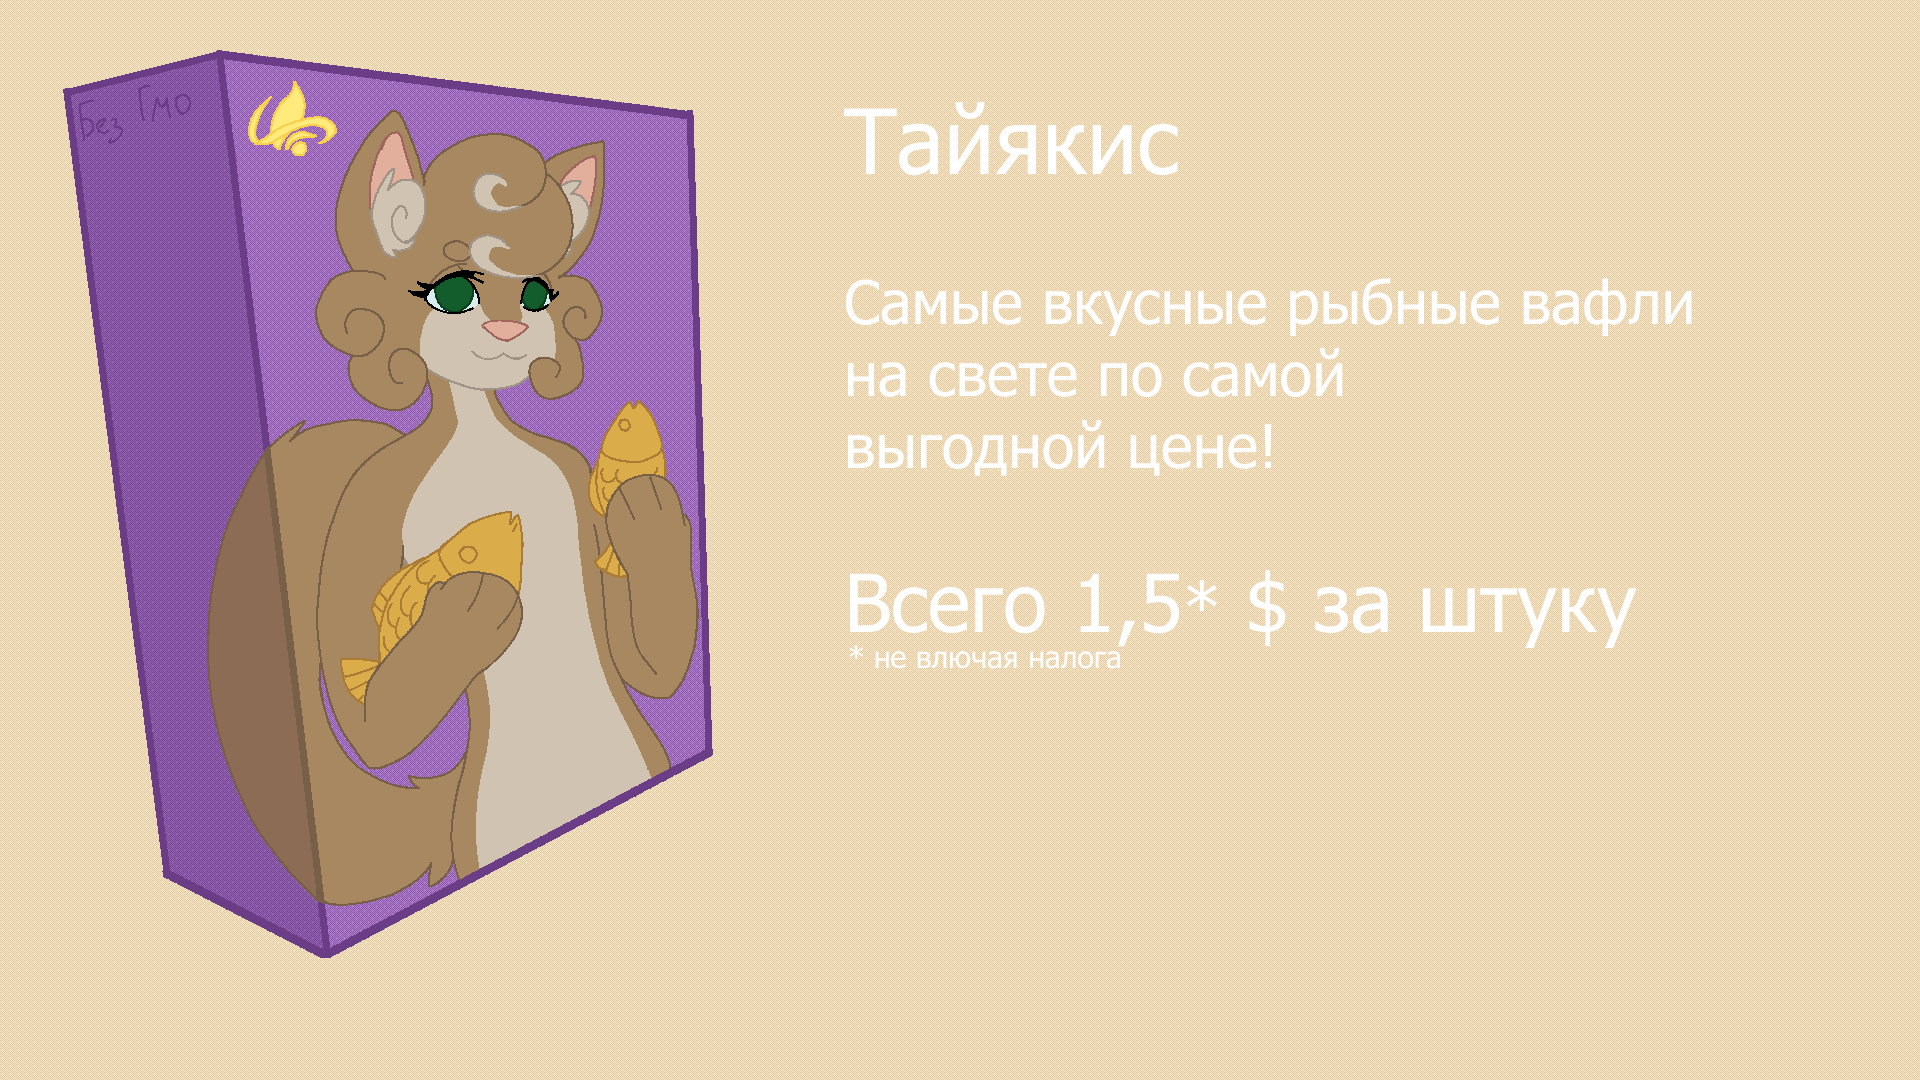 Без ГМО
Тайякис
Самые вкусные рыбные вафли
на свете по самой
выгодной цене!
Всего 1,5* $ за штуку
* не влючая налога